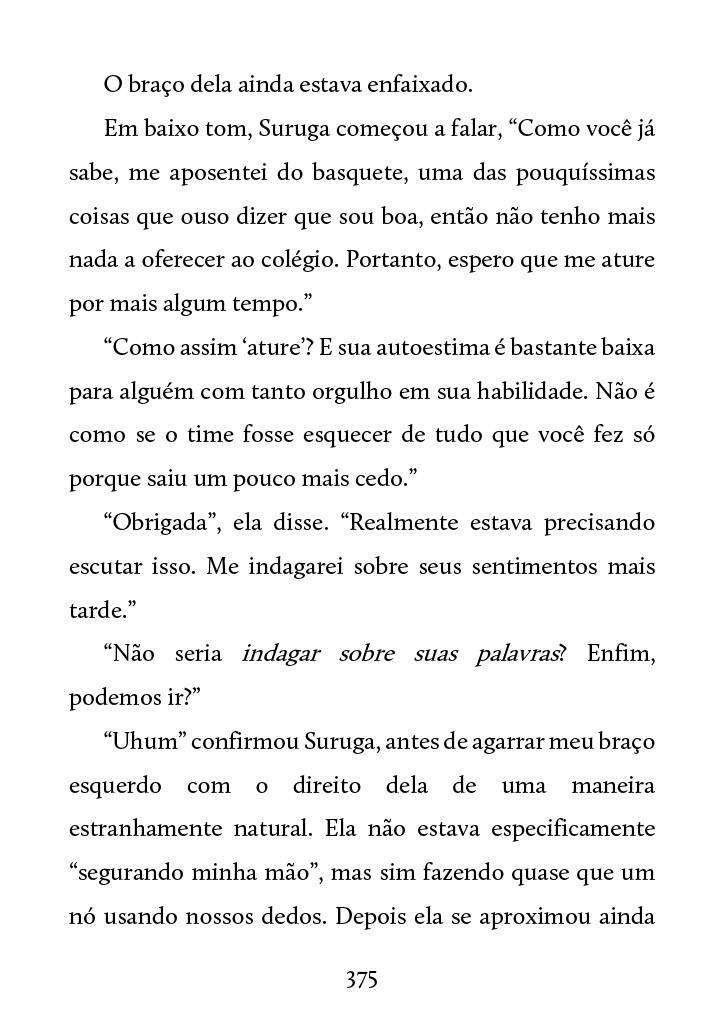 O braço dela ainda estava enfaixado.
Em baixo tom, Suruga começou a falar, “Como você já
sabe, me aposentei do basquete, uma das pouquíssimas
coisas que ouso dizer que sou boa, então não tenho mais
nada a oferecer ao colégio. Portanto, espero que me ature
por mais algum tempo.”
“Como assim ‘ature’? E sua autoestima é bastante baixa
para alguém com tanto orgulho em sua habilidade. Não é
como se o time fosse esquecer de tudo que você fez só
porque saiu um pouco mais cedo.”
“Obrigada”, ela disse. “Realmente estava precisando
escutar isso. Me indagarei sobre seus sentimentos mais
tarde.”
“Não seria indagar sobre suas palavras? Enfim,
podemos ir?”
“Uhum” confirmou Suruga, antes de agarrar meu braço
esquerdo com o direito dela de uma maneira
estranhamente natural. Ela não estava especificamente
“segurando minha mão”, mas sim fazendo quase que um
nó usando nossos dedos. Depois ela se aproximou ainda
375